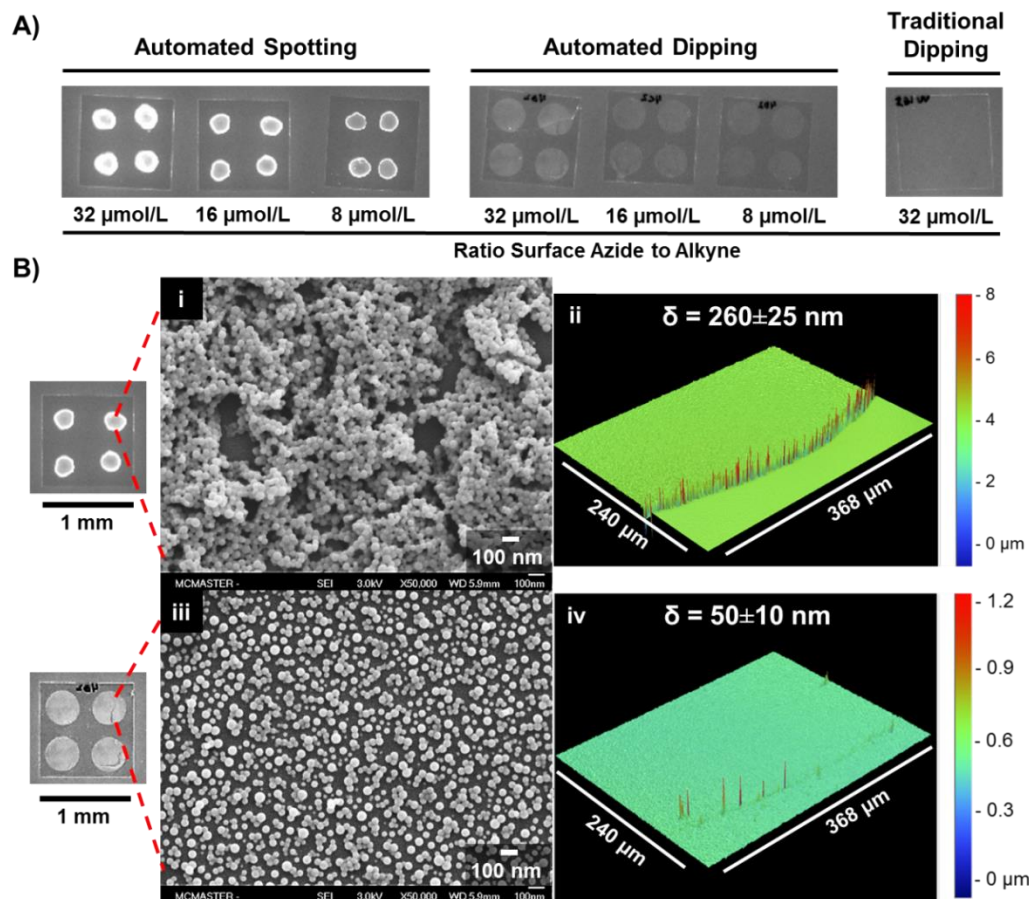 A)
Automated Spotting
Automated Dipping
Traditional
Dipping
32 µmol/L
16 µmol/L
8 µmol/L
32 µmol/L
16 µmol/L
8 µmol/L
32 µmol/L
Ratio Surface Azide to Alkyne
B)
i
100 nm
MCMASTER - SEI 3.0kV X50,000 WD 5.9mm 100nm
1 mm
ii
δ = 260±25 nm
240 µm
368 µm
- 8
- 6
- 4
- 2
- 0 µm
iii
100 nm
MCMASTER - SEI 3.0kV X50,000 WD 5.9mm 100nm
1 mm
iv
δ = 50±10 nm
240 µm
368 µm
- 1.2
- 0.9
- 0.6
- 0.3
- 0 µm